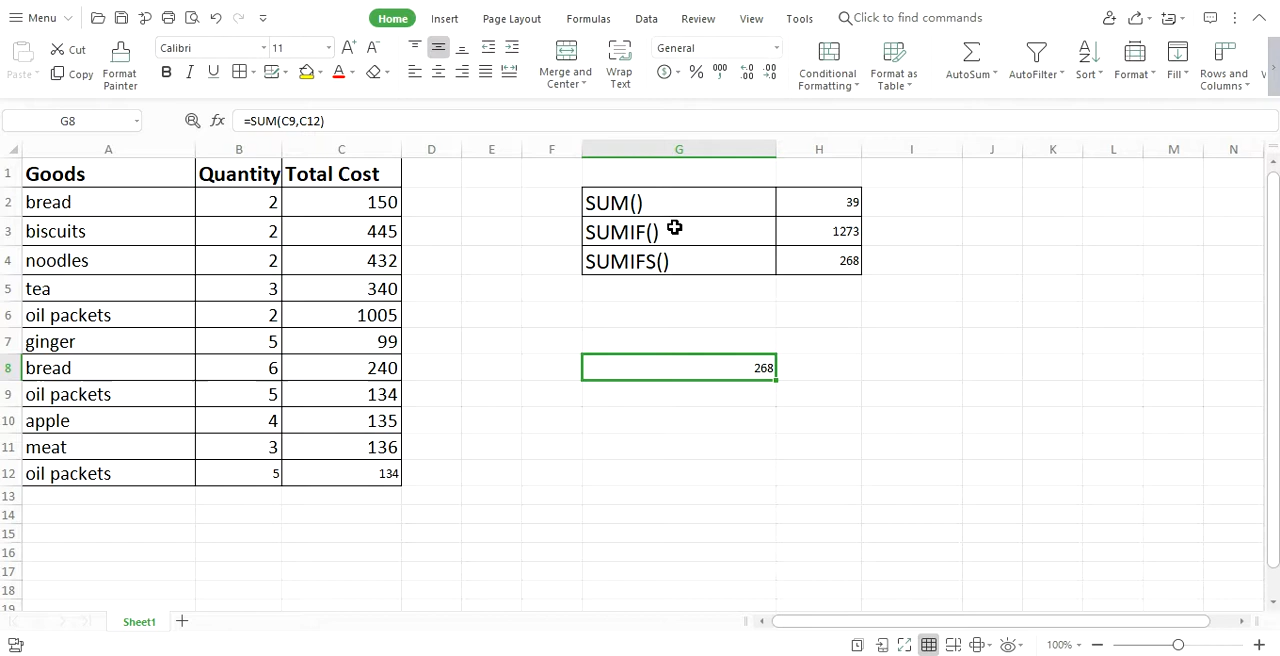 Menu Home Insert Page Layout Formulas Data Review View Tools Click to find commands
Paste Cut Copy Format Painter Calibri 11 A+ A- B I U A General $ % 000 Merge and Center Wrap Text Conditional Formatting Format as Table AutoSum AutoFilter Sort Format Fill Rows and Columns
G8 fx =SUM(C9,C12)
A B C D E F G H I J K L M N
1 Goods Quantity Total Cost
2 bread 2 150 SUM() 39
3 biscuits 2 445 SUMIF() 1273
4 noodles 2 432 SUMIFS() 268
5 tea 3 340
6 oil packets 2 1005
7 ginger 5 99
8 bread 6 240 268
9 oil packets 5 134
10 apple 4 135
11 meat 3 136
12 oil packets 5 134
13
14
15
16
17
18
19
Sheet1
100%